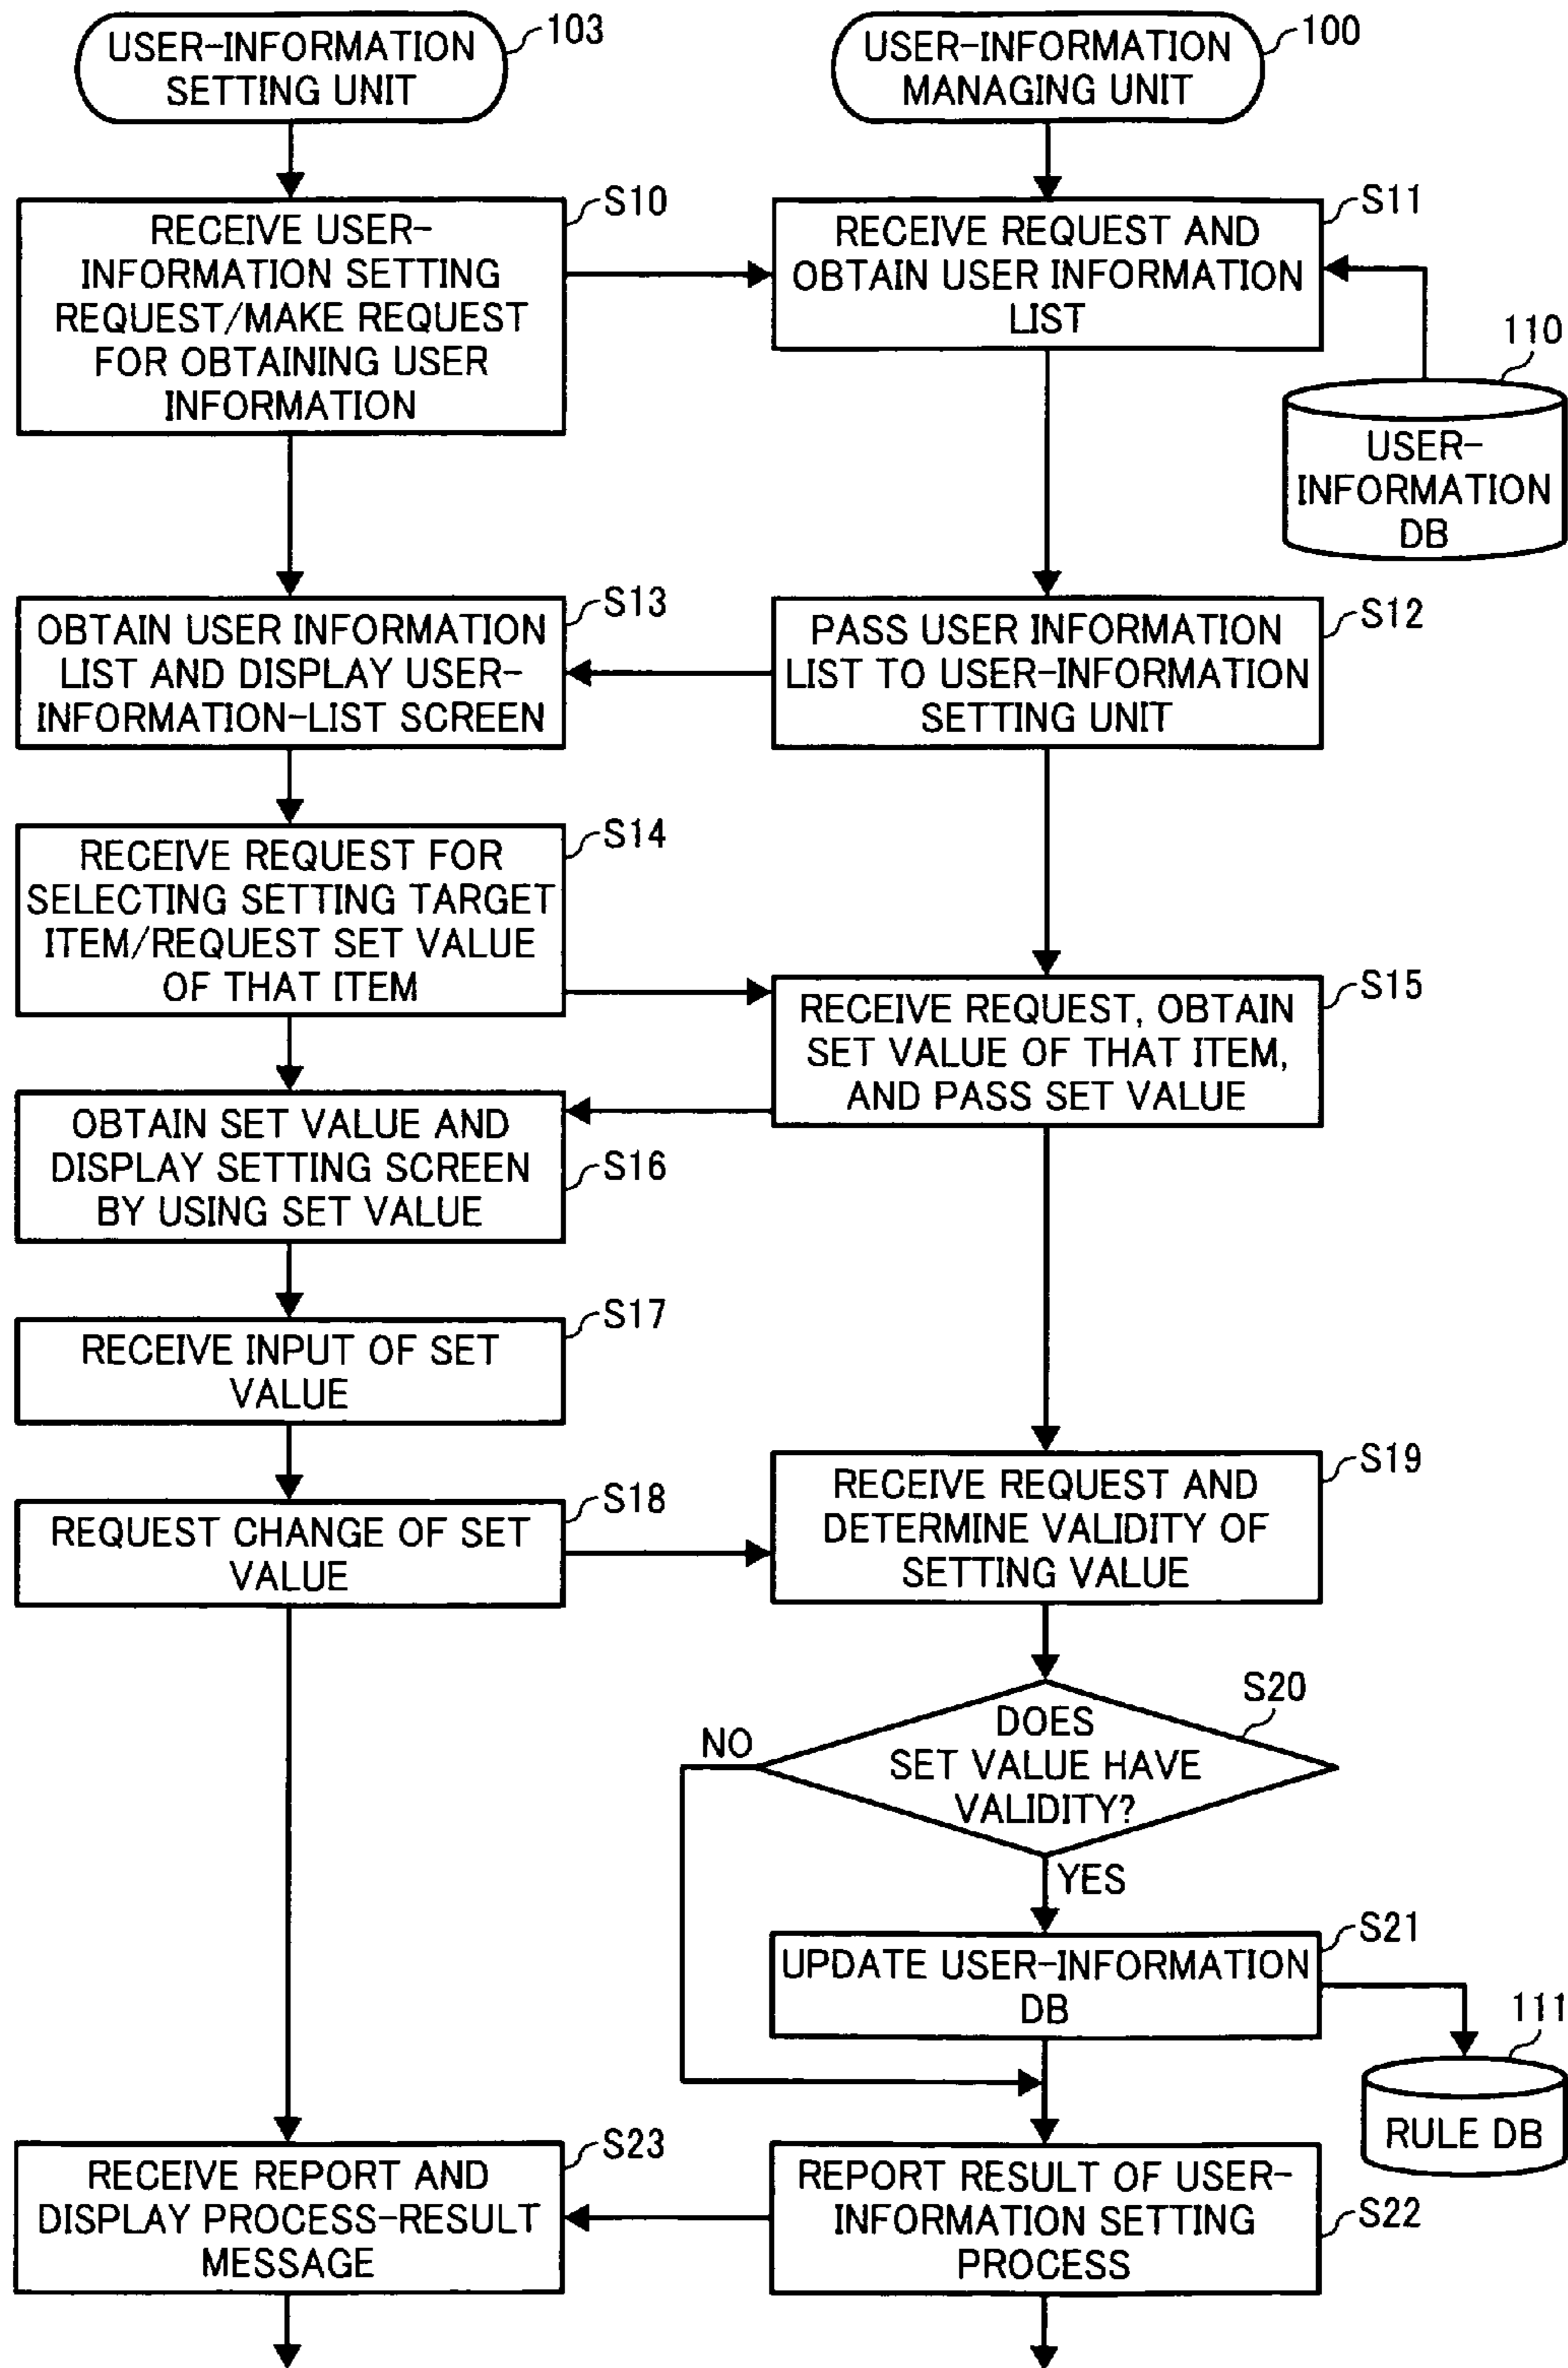 USER-INFORMATION
SETTING UNIT
103
USER-INFORMATION
MANAGING UNIT
100
RECEIVE USER-
INFORMATION SETTING
REQUEST/MAKE REQUEST
FOR OBTAINING USER
INFORMATION
S10
RECEIVE REQUEST AND
OBTAIN USER INFORMATION
LIST
S11
110
USER-
INFORMATION
DB
OBTAIN USER INFORMATION
LIST AND DISPLAY USER-
INFORMATION-LIST SCREEN
S13
PASS USER INFORMATION
LIST TO USER-INFORMATION
SETTING UNIT
S12
RECEIVE REQUEST FOR
SELECTING SETTING TARGET
ITEM/REQUEST SET VALUE
OF THAT ITEM
S14
RECEIVE REQUEST, OBTAIN
SET VALUE OF THAT ITEM,
AND PASS SET VALUE
S15
OBTAIN SET VALUE AND
DISPLAY SETTING SCREEN
BY USING SET VALUE
S16
RECEIVE INPUT OF SET
VALUE
S17
REQUEST CHANGE OF SET
VALUE
S18
RECEIVE REQUEST AND
DETERMINE VALIDITY OF
SETTING VALUE
S19
DOES
SET VALUE HAVE
VALIDITY?
S20
NO
YES
UPDATE USER-INFORMATION
DB
S21
111
RULE DB
RECEIVE REPORT AND
DISPLAY PROCESS-RESULT
MESSAGE
S23
REPORT RESULT OF USER-
INFORMATION SETTING
PROCESS
S22